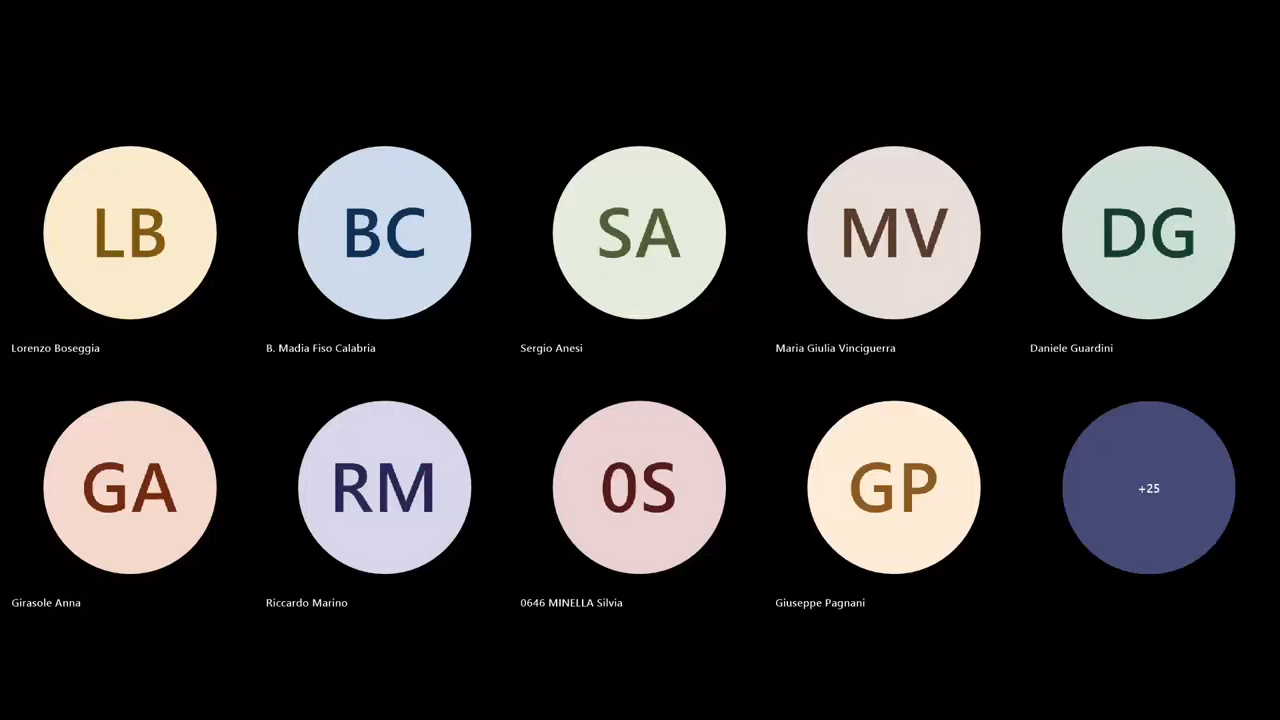 LB
BC
SA
MV
DG
Lorenzo Boseggia
B. Madia Fiso Calabria
Sergio Anesi
Maria Giulia Vinciguerra
Daniele Guardini
GA
RM
0S
GP
+25
Girasole Anna
Riccardo Marino
0646 MINELLA Silvia
Giuseppe Pagnani